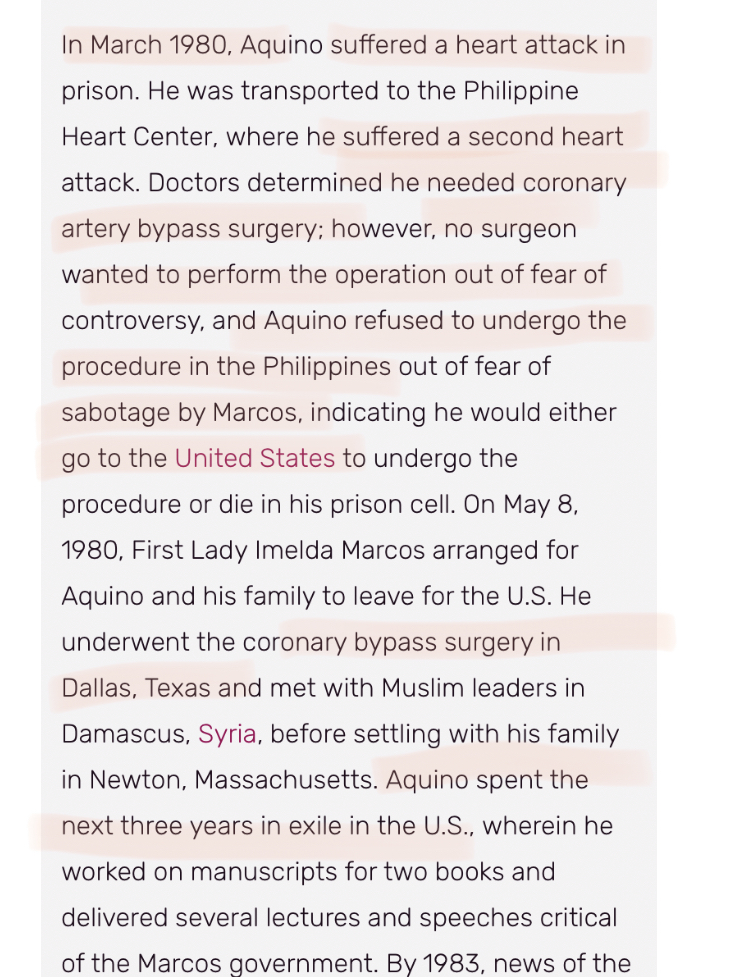 In March 1980, Aquino suffered a heart attack in
prison. He was transported to the Philippine
Heart Center, where he suffered a second heart
attack. Doctors determined he needed coronary
artery bypass surgery; however, no surgeon
wanted to perform the operation out of fear of
controversy, and Aquino refused to undergo the
procedure in the Philippines out of fear of
sabotage by Marcos, indicating he would either
go to the United States to undergo the
procedure or die in his prison cell. On May 8,
1980, First Lady Imelda Marcos arranged for
Aquino and his family to leave for the U.S. He
underwent the coronary bypass surgery in
Dallas, Texas and met with Muslim leaders in
Damascus, Syria, before settling with his family
in Newton, Massachusetts. Aquino spent the
next three years in exile in the U.S., wherein he
worked on manuscripts for two books and
delivered several lectures and speeches critical
of the Marcos government. By 1983, news of the